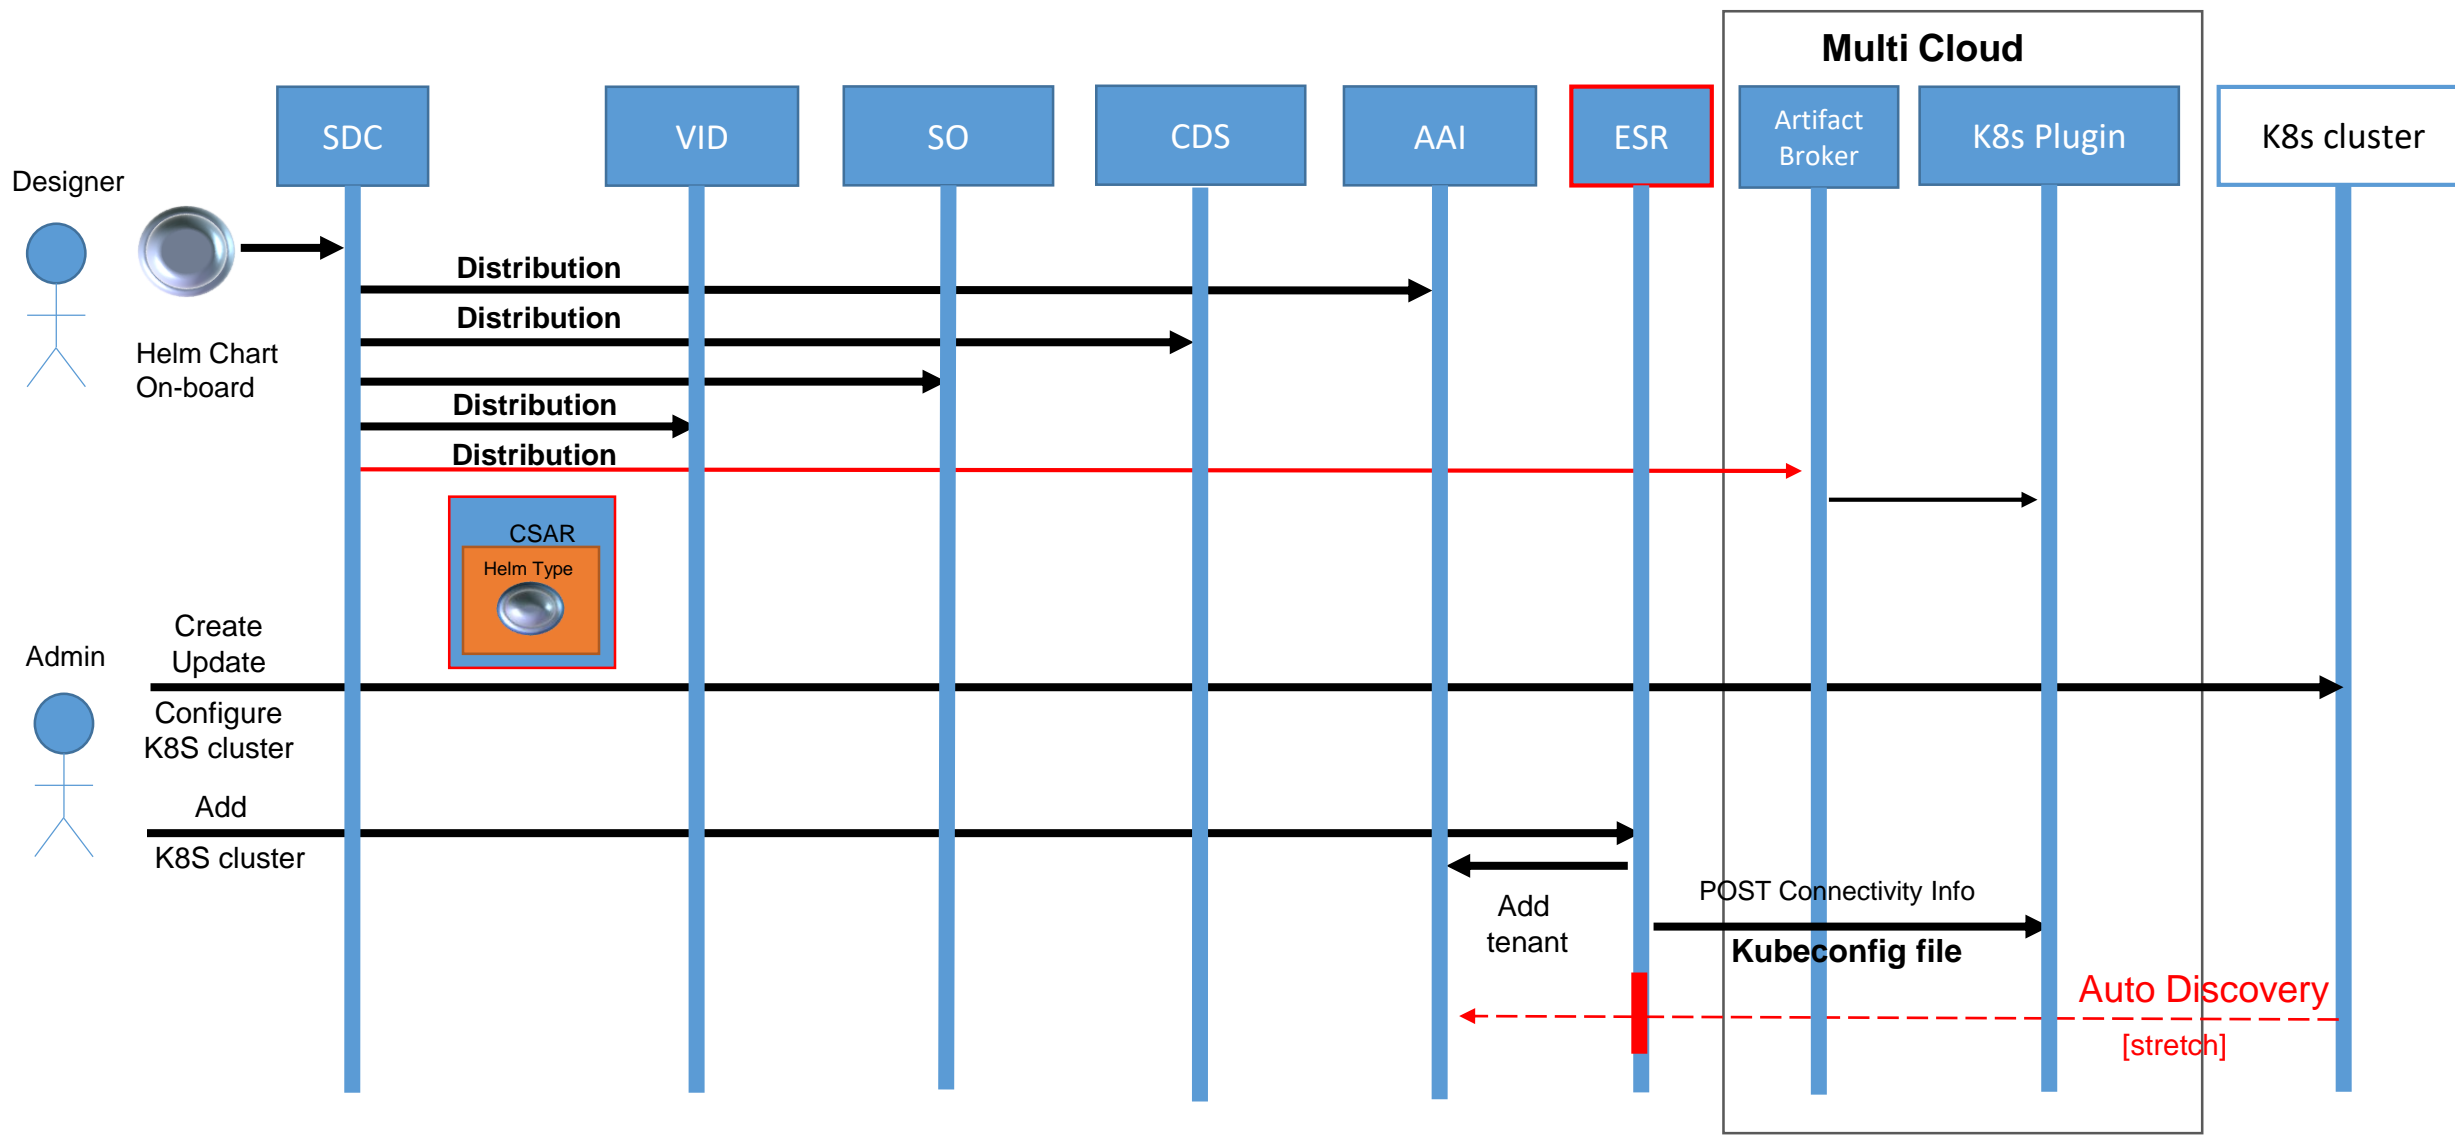 Multi Cloud
SDC
VID
SO
CDS
AAI
ESR
Artifact
Broker
K8s Plugin
K8s cluster
Designer
Helm Chart
On-board
Distribution
Distribution
Distribution
Distribution
CSAR
Helm Type
Admin
Create
Update
Configure
K8S cluster
Add
K8S cluster
Add
tenant
POST Connectivity Info
Kubeconfig file
Auto Discovery
[stretch]